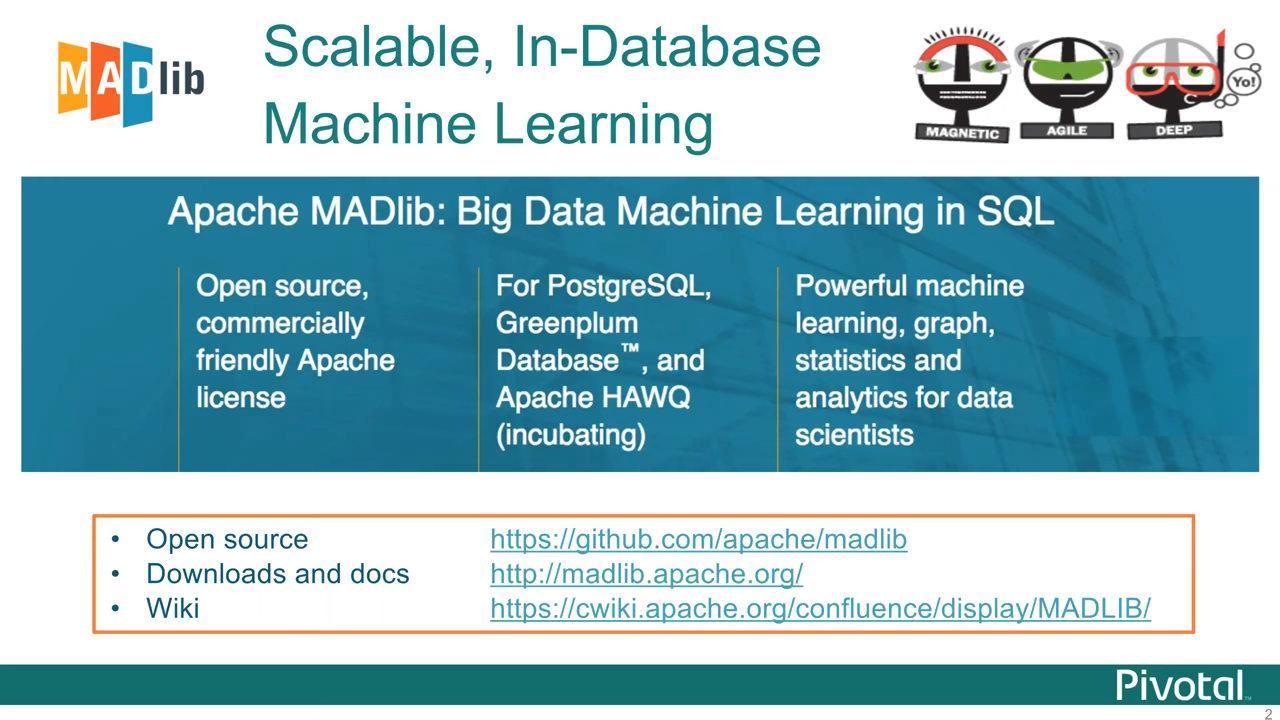 MADlib
Scalable, In-Database
Machine Learning
MAGNETIC
AGILE
DEEP
Yo!
Apache MADlib: Big Data Machine Learning in SQL
Open source,
commercially
friendly Apache
license
For PostgreSQL,
Greenplum
Database™, and
Apache HAWQ
(incubating)
Powerful machine
learning, graph,
statistics and
analytics for data
scientists
• Open source https://github.com/apache/madlib
• Downloads and docs http://madlib.apache.org/
• Wiki https://cwiki.apache.org/confluence/display/MADLIB/
Pivotal™
2